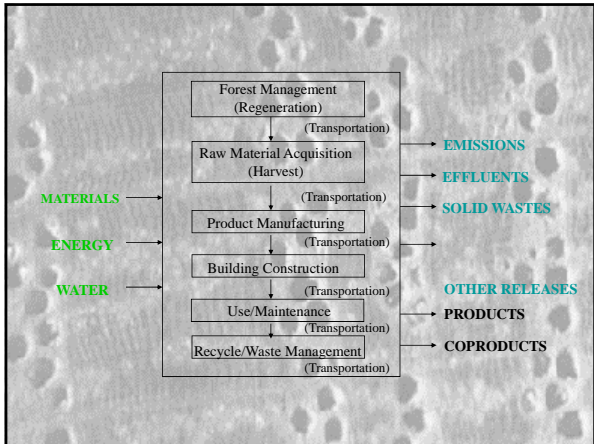 Forest Management
(Regeneration)
(Transportation)
Raw Material Acquisition
(Harvest)
(Transportation)
Product Manufacturing
(Transportation)
Building Construction
(Transportation)
Use/Maintenance
(Transportation)
Recycle/Waste Management
(Transportation)
MATERIALS
ENERGY
WATER
EMISSIONS
EFFLUENTS
SOLID WASTES
OTHER RELEASES
PRODUCTS
COPRODUCTS